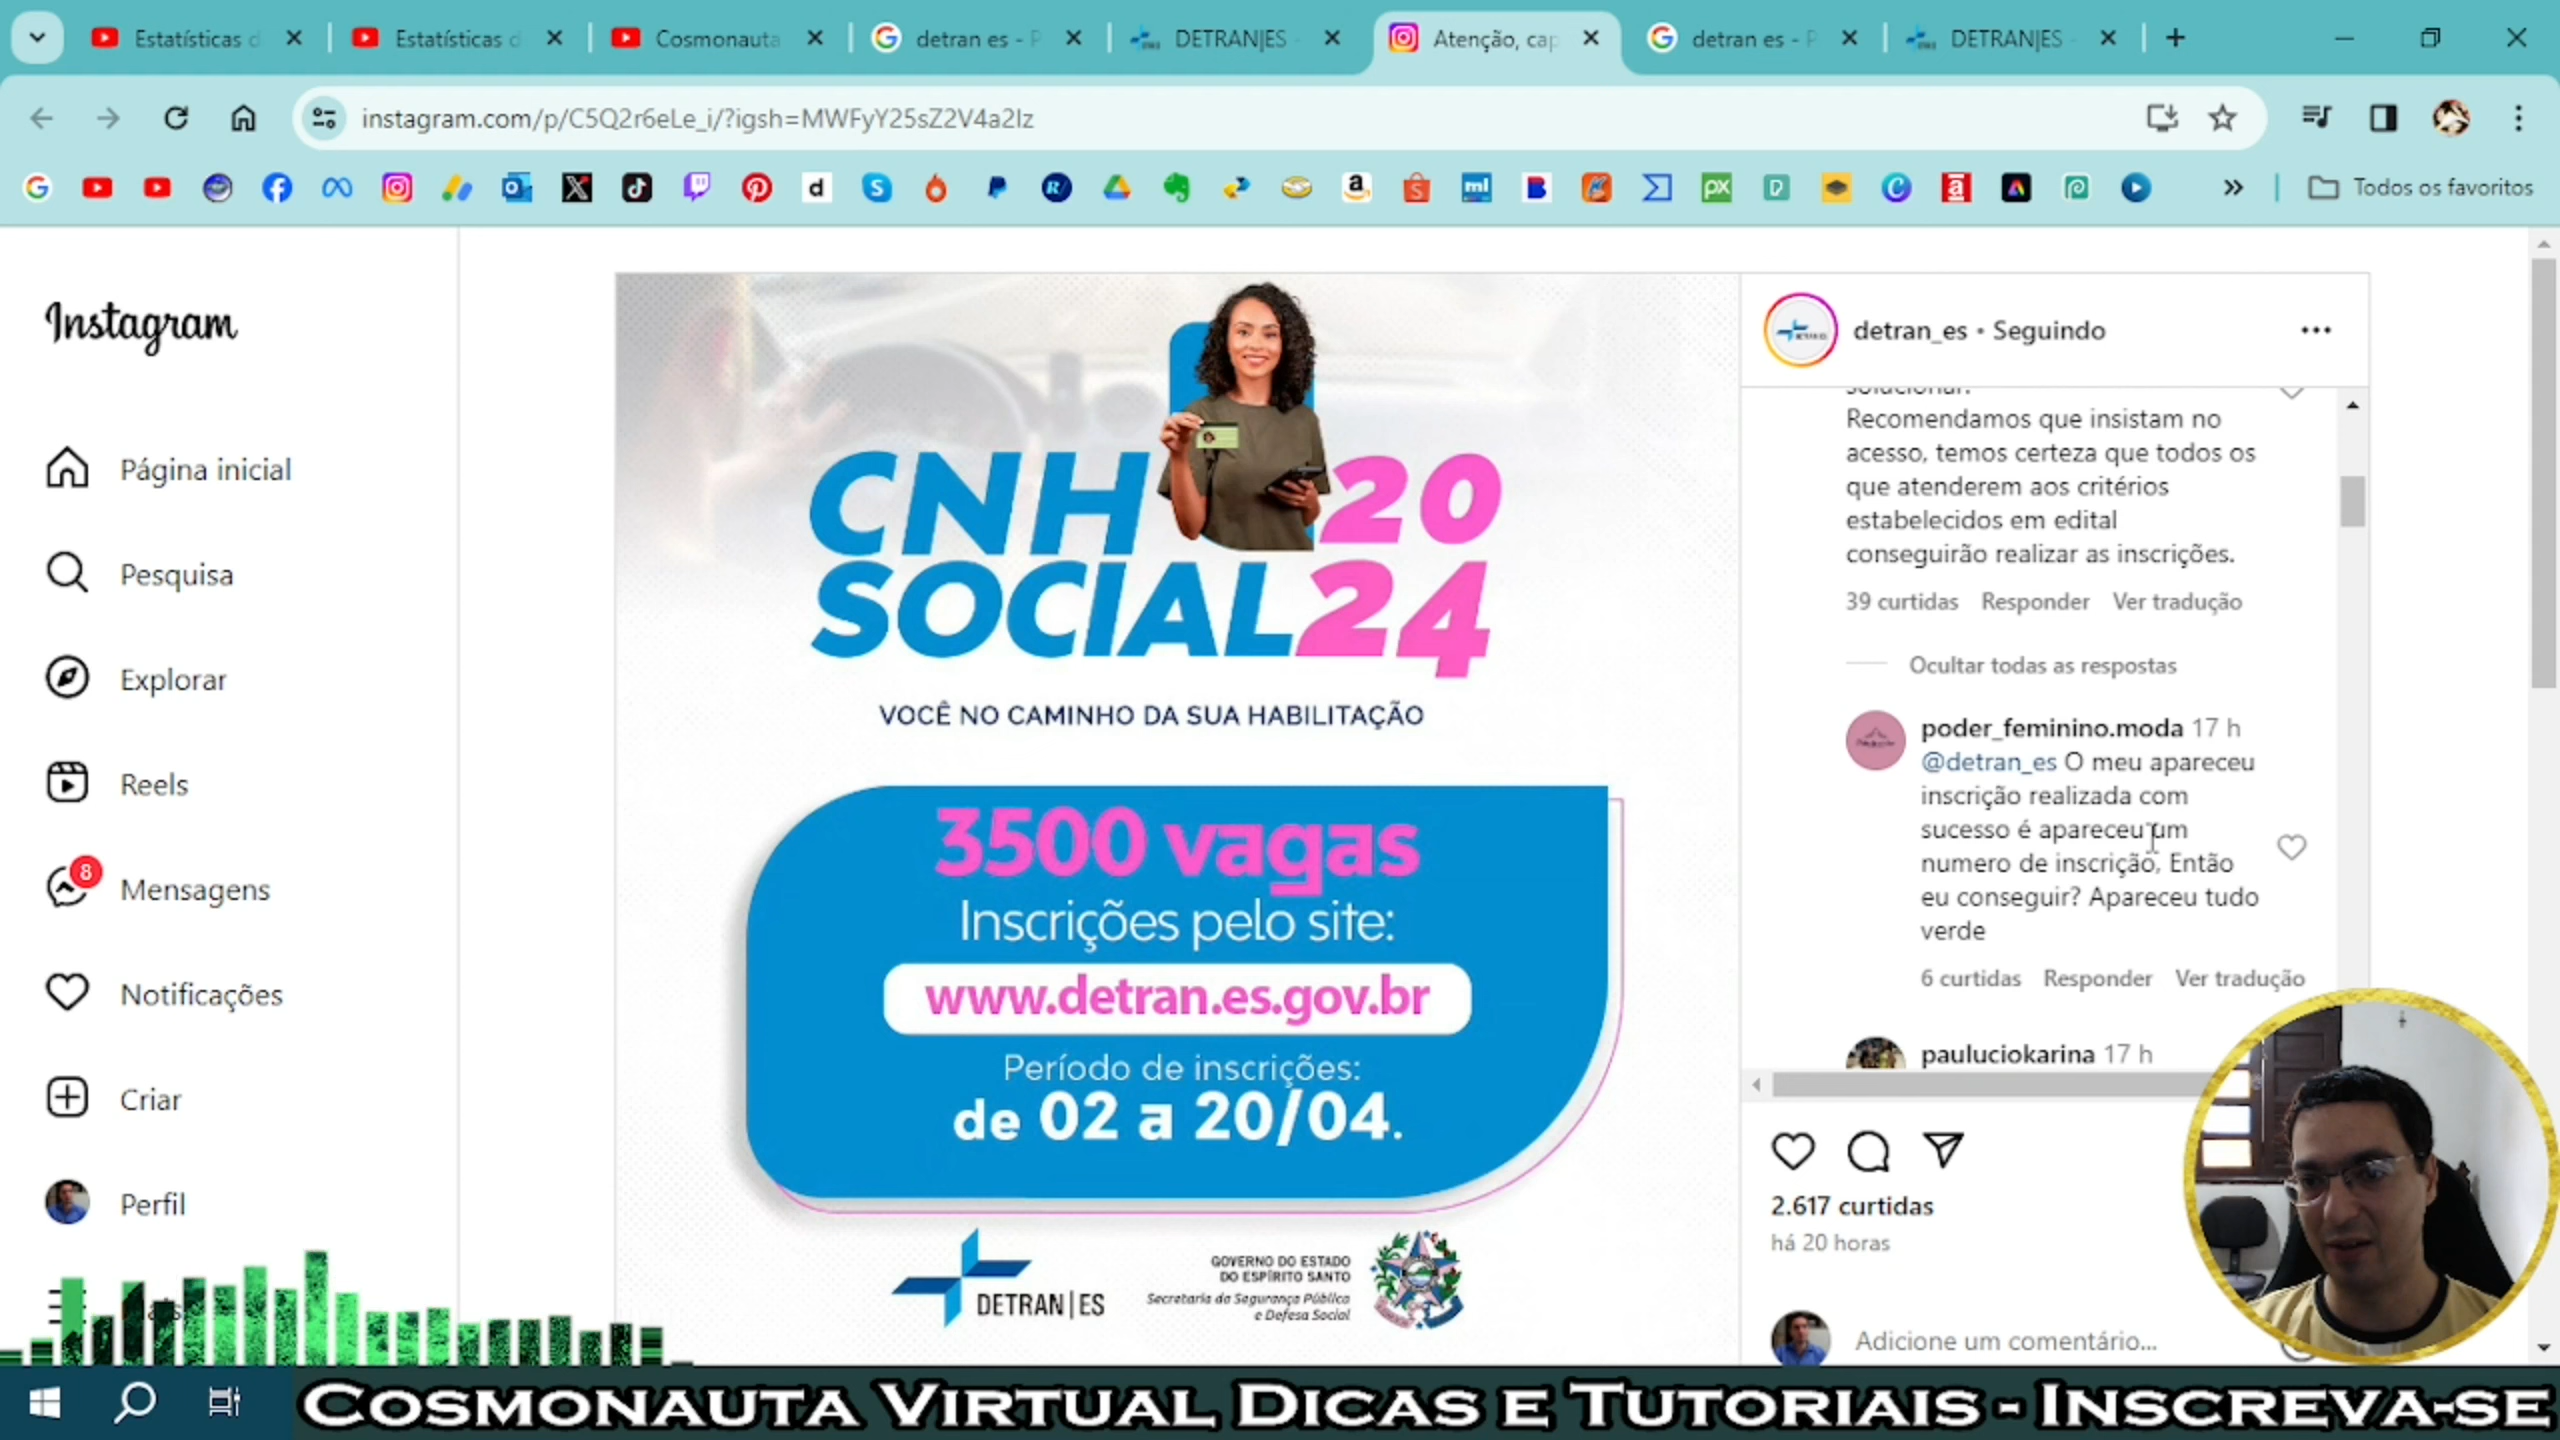 Estatísticas d
Estatísticas d
Cosmonauta
detran es - P
DETRAN|ES -
Atenção, cap
detran es - P
DETRAN|ES -
instagram.com/p/C5Q2r6eLe_i/?igsh=MWFyY25sZ2V4a2Iz
Todos os favoritos
Instagram
Página inicial
Pesquisa
Explorar
Reels
8
Mensagens
Notificações
Criar
Perfil
CNH 20
SOCIAL 24
VOCÊ NO CAMINHO DA SUA HABILITAÇÃO
3500 vagas
Inscrições pelo site:
www.detran.es.gov.br
Período de inscrições:
de 02 a 20/04.
DETRAN|ES
GOVERNO DO ESTADO
DO ESPÍRITO SANTO
Secretaria da Segurança Pública
e Defesa Social
detran_es • Seguindo
solucionar.
Recomendamos que insistam no
acesso, temos certeza que todos os
que atenderem aos critérios
estabelecidos em edital
conseguirão realizar as inscrições.
39 curtidas Responder Ver tradução
Ocultar todas as respostas
poder_feminino.moda 17 h
@detran_es O meu apareceu
inscrição realizada com
sucesso é apareceu um
numero de inscrição, Então
eu conseguir? Apareceu tudo
verde
6 curtidas Responder Ver tradução
pauluciokarina 17 h
2.617 curtidas
há 20 horas
Adicione um comentário...
Cosmonauta Virtual Dicas e Tutoriais - Inscreva-se